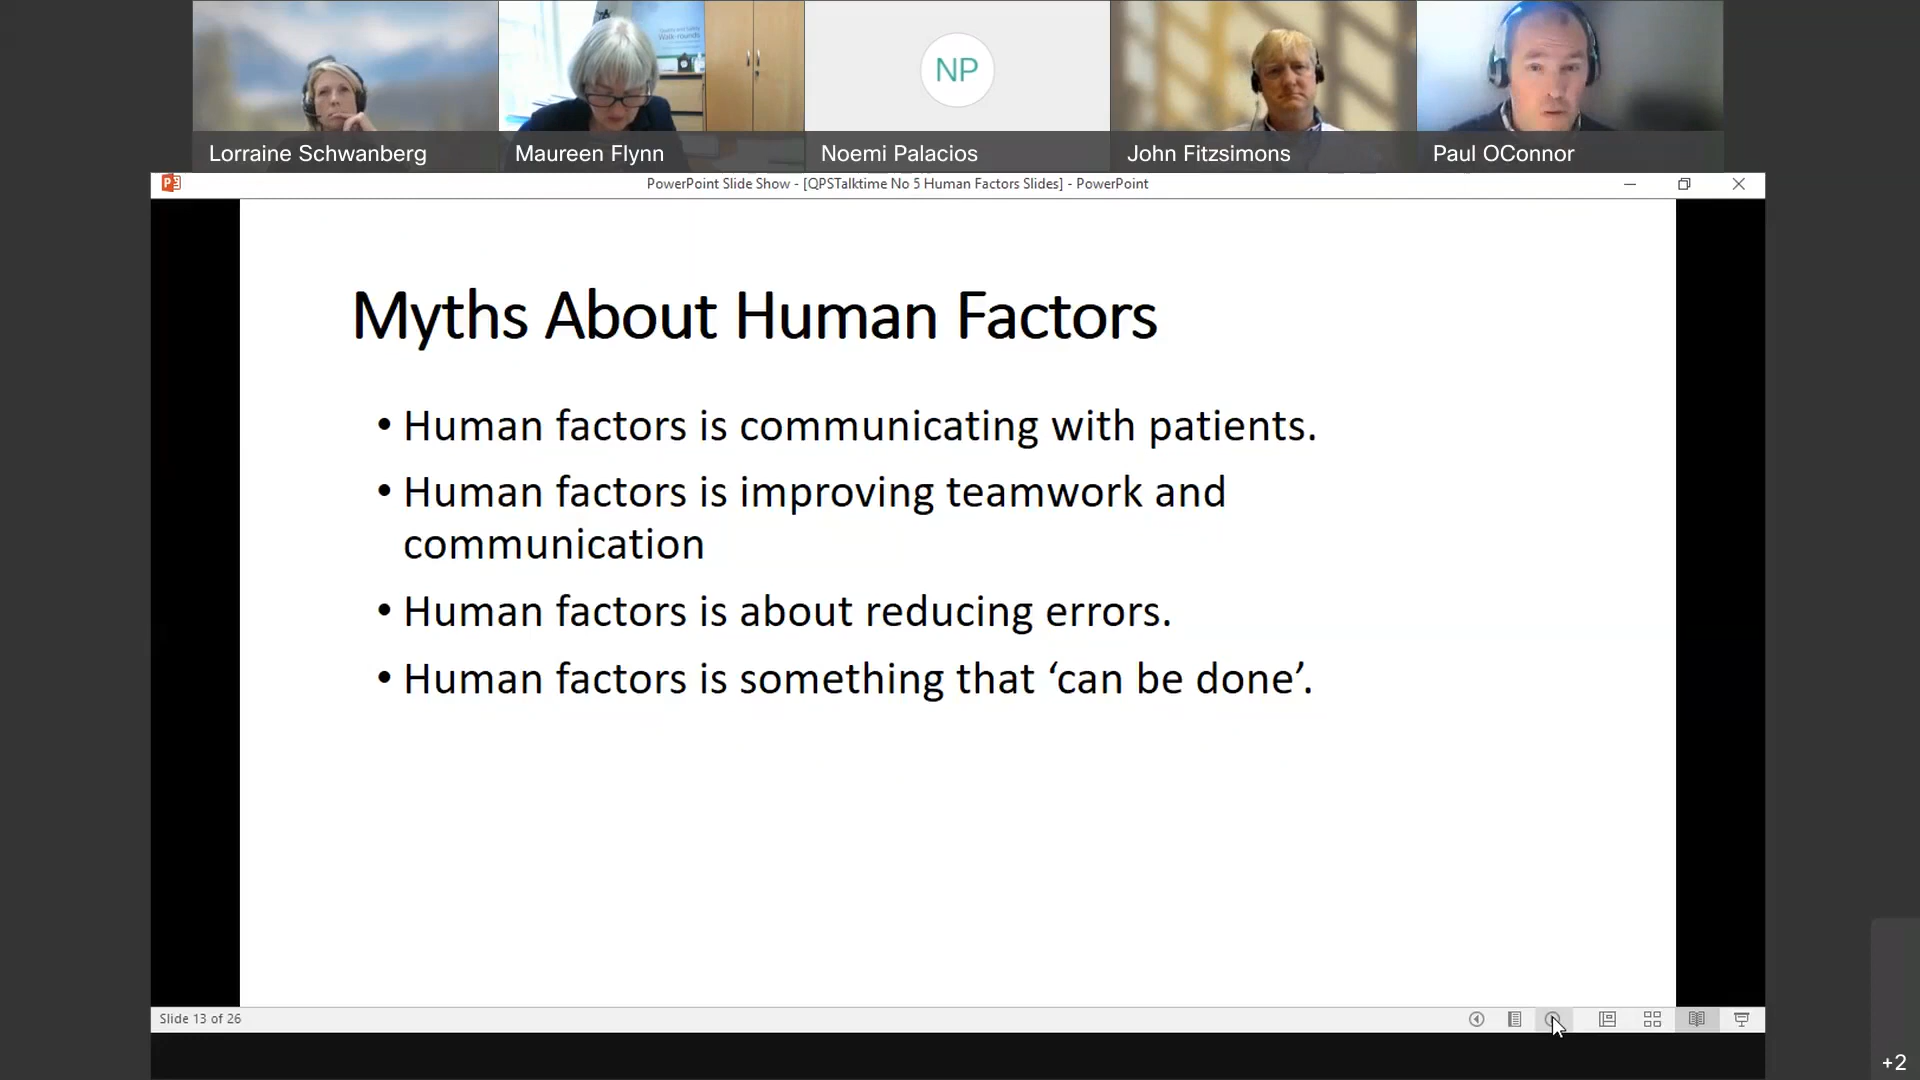 Walk-rounds
NP
Lorraine Schwanberg
Maureen Flynn
Noemi Palacios
John Fitzsimons
Paul OConnor
PowerPoint Slide Show - [QPSTalktime No 5 Human Factors Slides] - PowerPoint
Myths About Human Factors
• Human factors is communicating with patients.
• Human factors is improving teamwork and
communication
• Human factors is about reducing errors.
• Human factors is something that ‘can be done’.
Slide 13 of 26
+2